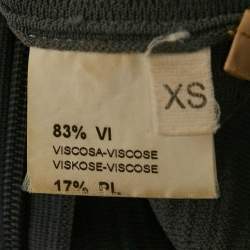 XS
83% VI
VISCOSA-VISCOSE
VISKOSE-VISCOSE
17% PL